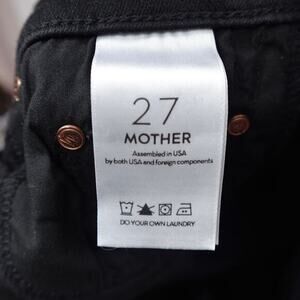 27
MOTHER
Assembled in USA
by both USA and foreign components
DO YOUR OWN LAUNDRY